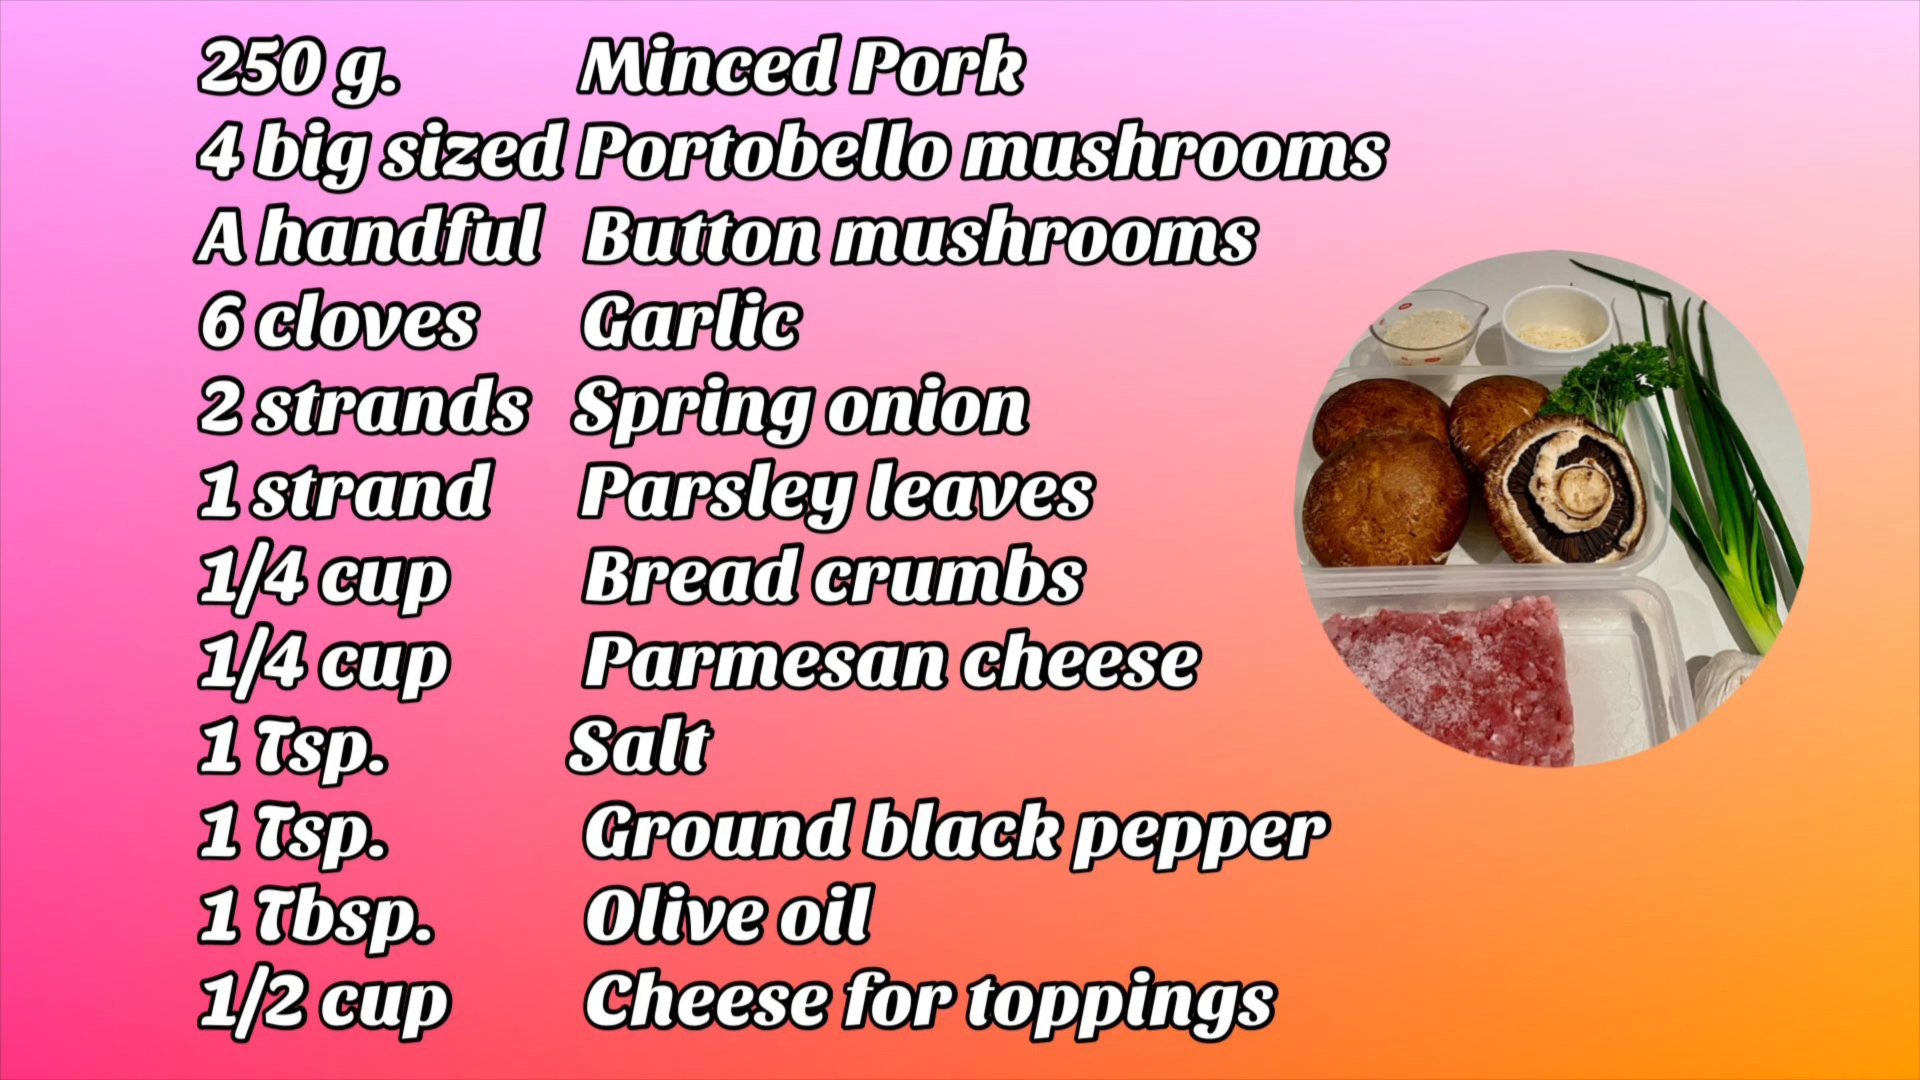 250 g. Minced Pork
4 big sized Portobello mushrooms
A handful Button mushrooms
6 cloves Garlic
2 strands Spring onion
1 strand Parsley leaves
1/4 cup Bread crumbs
1/4 cup Parmesan cheese
1 Tsp. Salt
1 Tsp. Ground black pepper
1 Tbsp. Olive oil
1/2 cup Cheese for toppings